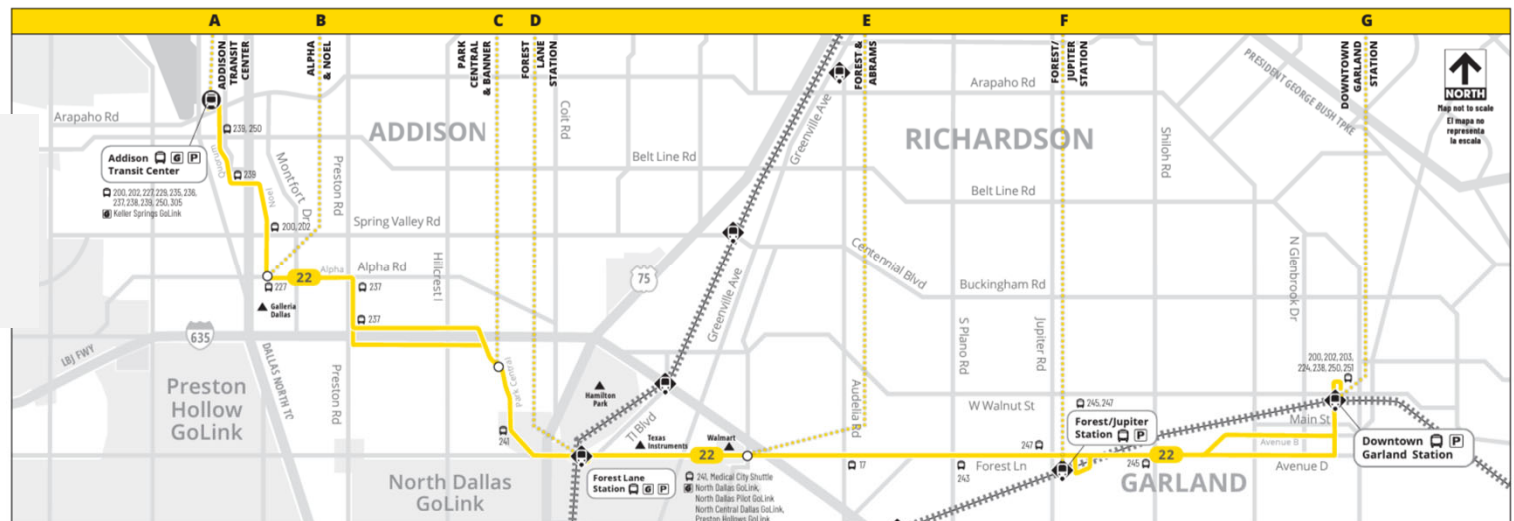 A
B
C
D
E
F
G
ADDISON
TRANSIT
CENTER
ALPHA
& NOEL
PARK
CENTRAL
& BANNER
FOREST
LANE
STATION
FOREST &
ABRAMS
FOREST/
JUPITER
STATION
DOWNTOWN
GARLAND
STATION
PRESIDENT GEORGE BUSH TPKE
NORTH
Map not to scale
El mapa no
representa
la escala
Arapaho Rd
239, 250
ADDISON
Coit Rd
Greenville Ave
Arapaho Rd
RICHARDSON
Shiloh Rd
Addison
Transit Center
Quorum
239
Montfort Dr
Preston Rd
Belt Line Rd
Belt Line Rd
200, 202, 227, 229, 235, 236,
237, 238, 239, 250, 305
Keller Springs GoLink
Noel
200, 202
Spring Valley Rd
Centennial Blvd
N Glenbrook Dr
22
Alpha
Alpha Rd
Hillcrest
75
Greenville Ave
Buckingham Rd
227
237
Galleria
Dallas
237
635
LBJ FWY
DALLAS NORTH TC
S Plano Rd
Jupiter Rd
200, 202, 203,
224, 238, 250, 251
Preston
Hollow
GoLink
Preston Rd
Park Central
Hamilton
Park
Audelia Rd
W Walnut St
245, 247
Main St
TI Blvd
Forest/Jupiter
Station
241
Texas
Instruments
Walmart
22
247
22
Avenue B
Downtown
Garland Station
17
243
Forest Ln
245
Avenue D
North Dallas
GoLink
Forest Lane
Station
241, Medical City Shuttle
North Dallas GoLink,
North Dallas Pilot GoLink
North Central Dallas GoLink,
Preston Hollows GoLink
GARLAND